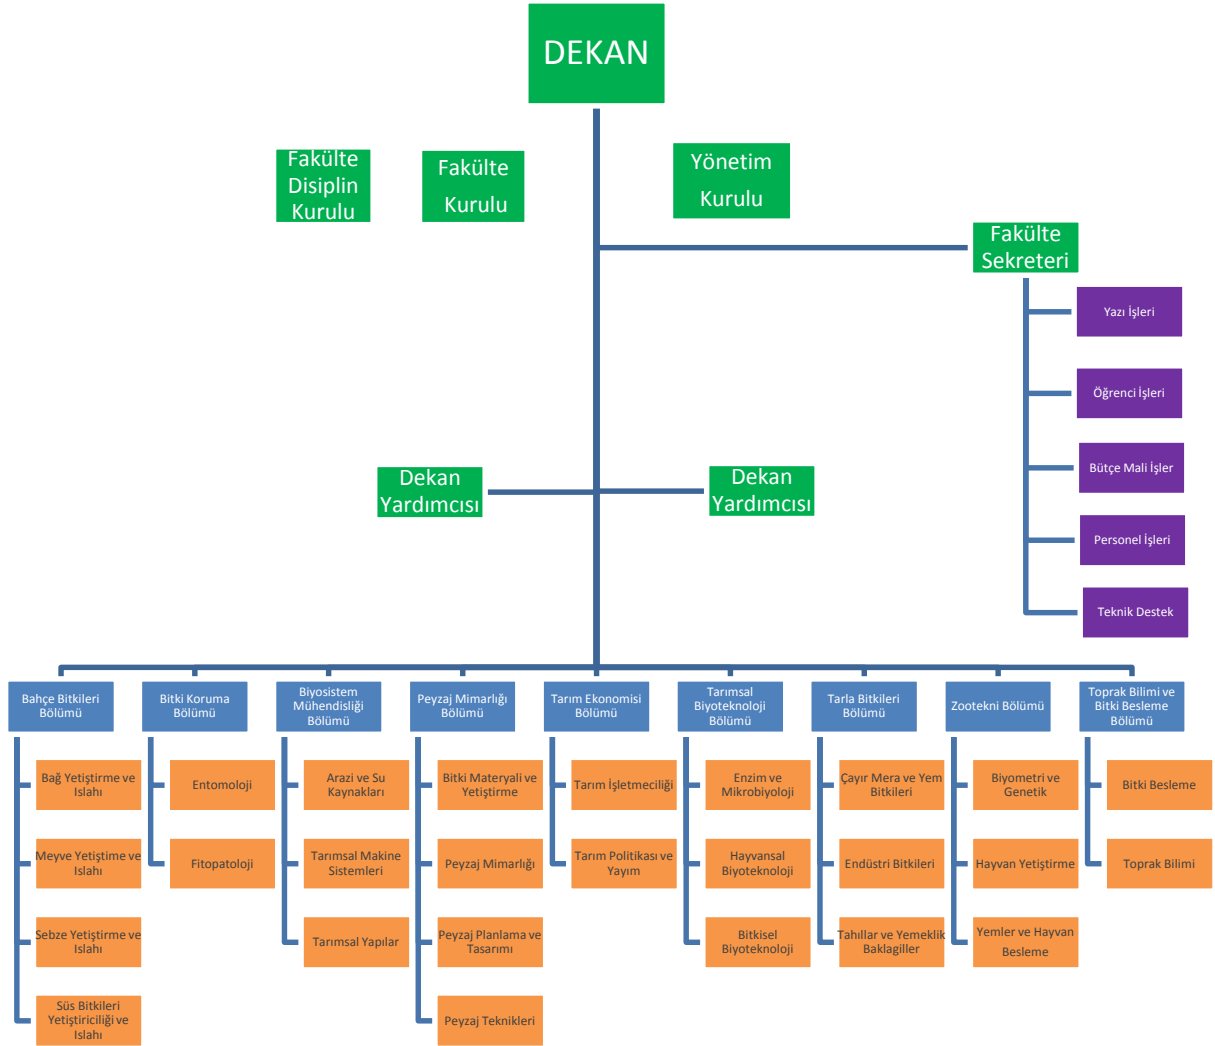 DEKAN
Fakülte
Disiplin
Kurulu
Fakülte
Kurulu
Yönetim
Kurulu
Fakülte
Sekreteri
Yazı İşleri
Öğrenci İşleri
Bütçe Mali İşler
Personel İşleri
Teknik Destek
Dekan
Yardımcısı
Dekan
Yardımcısı
Bahçe Bitkileri
Bölümü
Bitki Koruma
Bölümü
Biyosistem
Mühendisliği
Bölümü
Peyzaj Mimarlığı
Bölümü
Tarım Ekonomisi
Bölümü
Tarımsal
Biyoteknoloji
Bölümü
Tarla Bitkileri
Bölümü
Zootekni Bölümü
Toprak Bilimi ve
Bitki Besleme
Bölümü
Bağ Yetiştirme ve
Islahı
Meyve Yetiştime ve
Islahı
Sebze Yetiştirme ve
Islahı
Süs Bitkileri
Yetiştiriciliği ve
Islahı
Entomoloji
Fitopatoloji
Arazi ve Su
Kaynakları
Tarımsal Makine
Sistemleri
Tarımsal Yapılar
Bitki Materyali ve
Yetiştirme
Peyzaj Mimarlığı
Peyzaj Planlama ve
Tasarımı
Peyzaj Teknikleri
Tarım İşletmeciliği
Tarım Politikası ve
Yayım
Enzim ve
Mikrobiyoloji
Hayvansal
Biyoteknoloji
Bitkisel
Biyoteknoloji
Çayır Mera ve Yem
Bitkileri
Endüstri Bitkileri
Tahıllar ve Yemeklik
Baklagiller
Biyometri ve
Genetik
Hayvan Yetiştirme
Yemler ve Hayvan
Besleme
Bitki Besleme
Toprak Bilimi